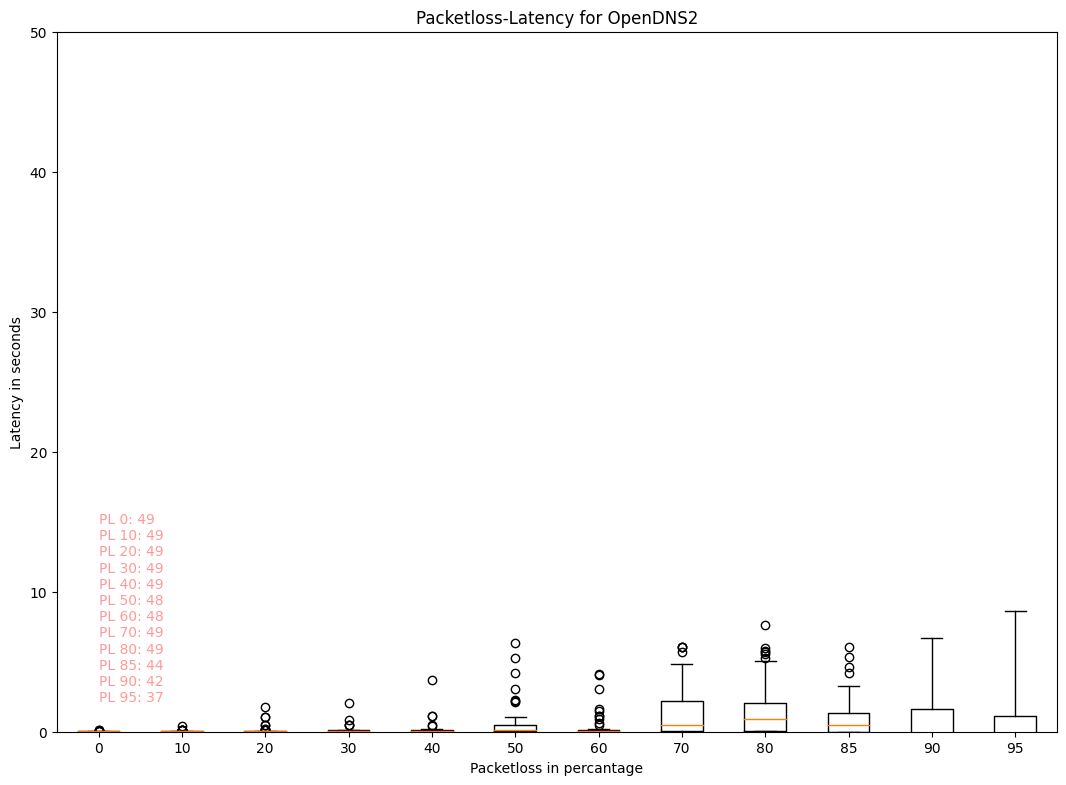 Packetloss-Latency for OpenDNS2
50
40
30
20
10
0
Latency in seconds
PL 0: 49
PL 10: 49
PL 20: 49
PL 30: 49
PL 40: 49
PL 50: 48
PL 60: 48
PL 70: 49
PL 80: 49
PL 85: 44
PL 90: 42
PL 95: 37
0 10 20 30 40 50 60 70 80 85 90 95
Packetloss in percantage